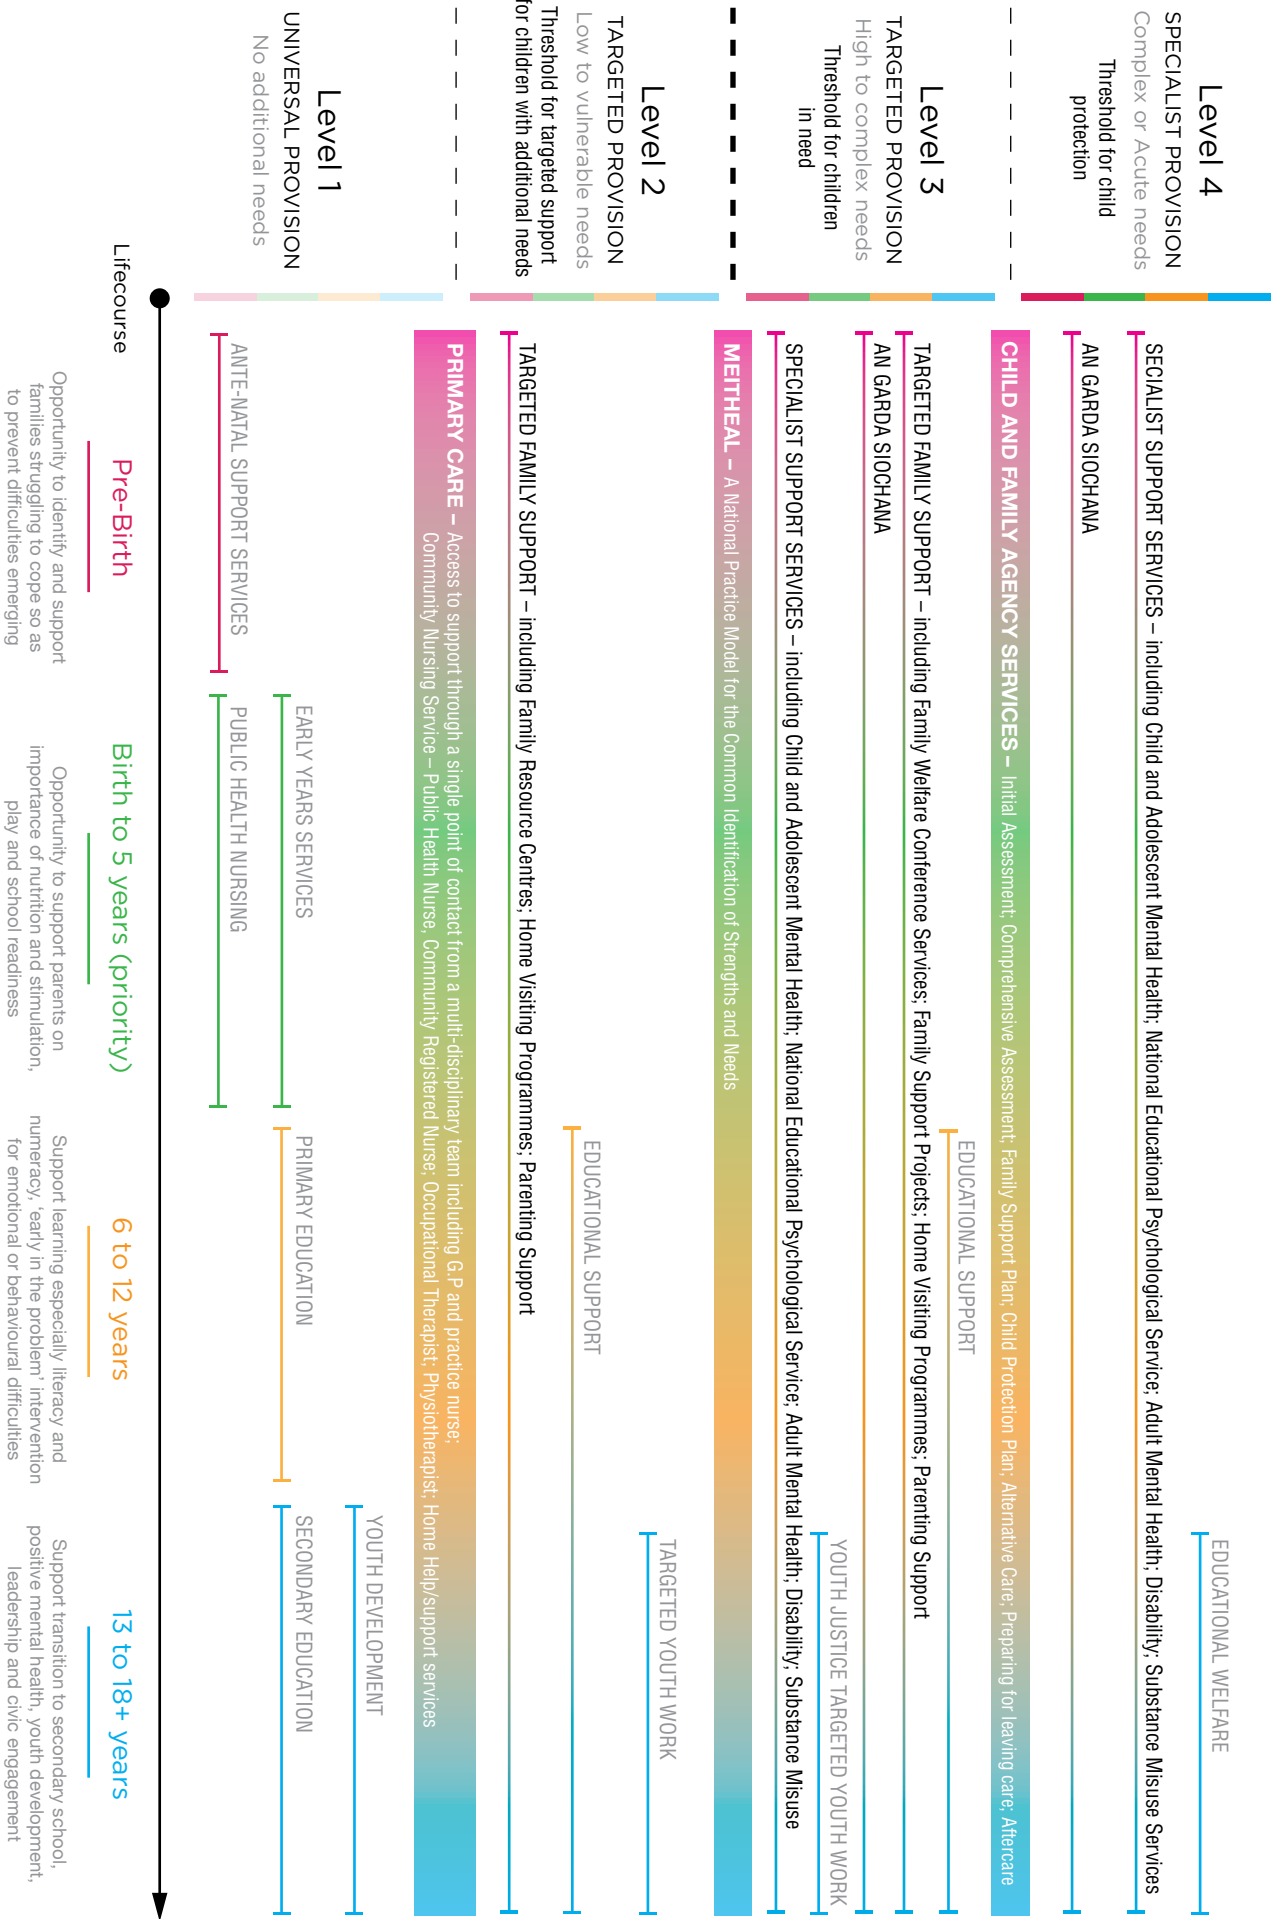 Level 4
SPECIALIST PROVISION
Complex or Acute needs
Threshold for child
protection
EDUCATIONAL WELFARE
SECIALIST SUPPORT SERVICES – including Child and Adolescent Mental Health; National Educational Psychological Service; Adult Mental Health; Disability; Substance Misuse Services
AN GARDA SIOCHANA
CHILD AND FAMILY AGENCY SERVICES – Initial Assessment; Comprehensive Assessment; Family Support Plan; Child Protection Plan; Alternative Care; Preparing for leaving care; Aftercare
Level 3
TARGETED PROVISION
High to complex needs
Threshold for children
in need
EDUCATIONAL SUPPORT
TARGETED FAMILY SUPPORT – including Family Welfare Conference Services; Family Support Projects; Home Visiting Programmes; Parenting Support
AN GARDA SIOCHANA
YOUTH JUSTICE TARGETED YOUTH WORK
SPECIALIST SUPPORT SERVICES – including Child and Adolescent Mental Health; National Educational Psychological Service; Adult Mental Health; Disability; Substance Misuse
MEITHEAL – A National Practice Model for the Common Identification of Strengths and Needs
Level 2
TARGETED PROVISION
Low to vulnerable needs
Threshold for targeted support
for children with additional needs
TARGETED YOUTH WORK
EDUCATIONAL SUPPORT
TARGETED FAMILY SUPPORT – including Family Resource Centres; Home Visiting Programmes; Parenting Support
PRIMARY CARE – Access to support through a single point of contact from a multi-disciplinary team including G.P and practice nurse;
Community Nursing Service – Public Health Nurse, Community Registered Nurse; Occupational Therapist; Physiotherapist; Home Help/support services
Level 1
UNIVERSAL PROVISION
No additional needs
YOUTH DEVELOPMENT
EARLY YEARS SERVICES
PRIMARY EDUCATION
SECONDARY EDUCATION
ANTE-NATAL SUPPORT SERVICES
PUBLIC HEALTH NURSING
Lifecourse
Pre-Birth
Opportunity to identify and support
families struggling to cope so as
to prevent difficulties emerging
Birth to 5 years (priority)
Opportunity to support parents on
importance of nutrition and stimulation,
play and school readiness
6 to 12 years
Support learning especially literacy and
numeracy, ‘early in the problem’ intervention
for emotional or behavioural difficulties
13 to 18+ years
Support transition to secondary school,
positive mental health, youth development,
leadership and civic engagement